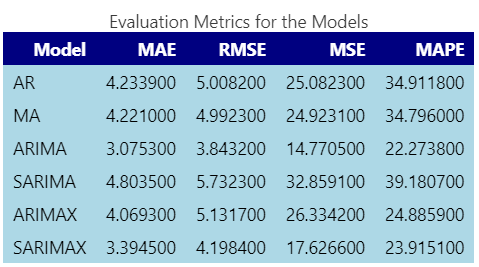 Evaluation Metrics for the Models
Model MAE RMSE MSE MAPE
AR 4.233900 5.008200 25.082300 34.911800
MA 4.221000 4.992300 24.923100 34.796000
ARIMA 3.075300 3.843200 14.770500 22.273800
SARIMA 4.803500 5.732300 32.859100 39.180700
ARIMAX 4.069300 5.131700 26.334200 24.885900
SARIMAX 3.394500 4.198400 17.626600 23.915100